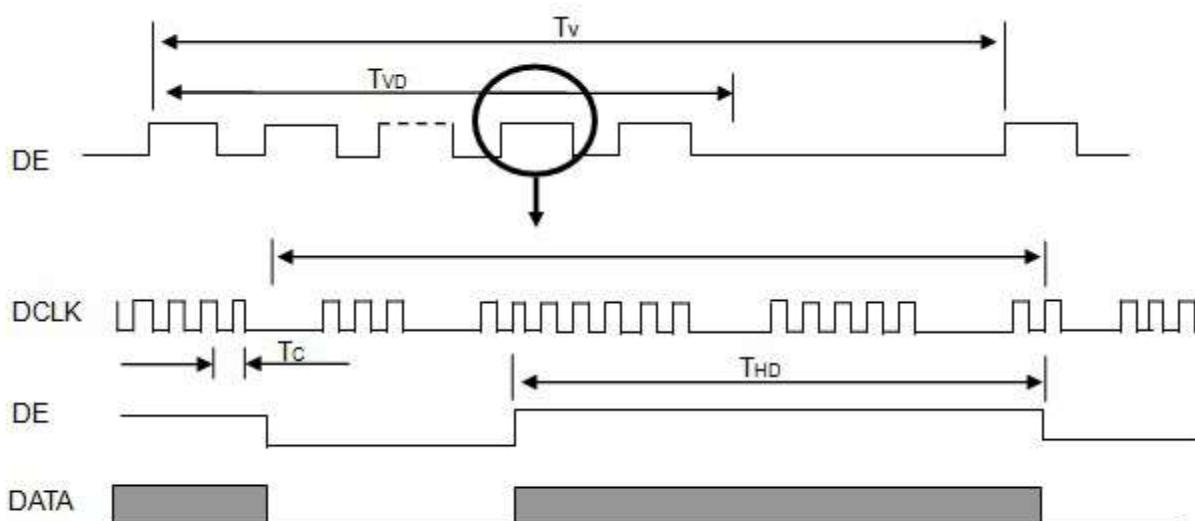 Tv
TVD
DE
DCLK
TC
THD
DE
DATA